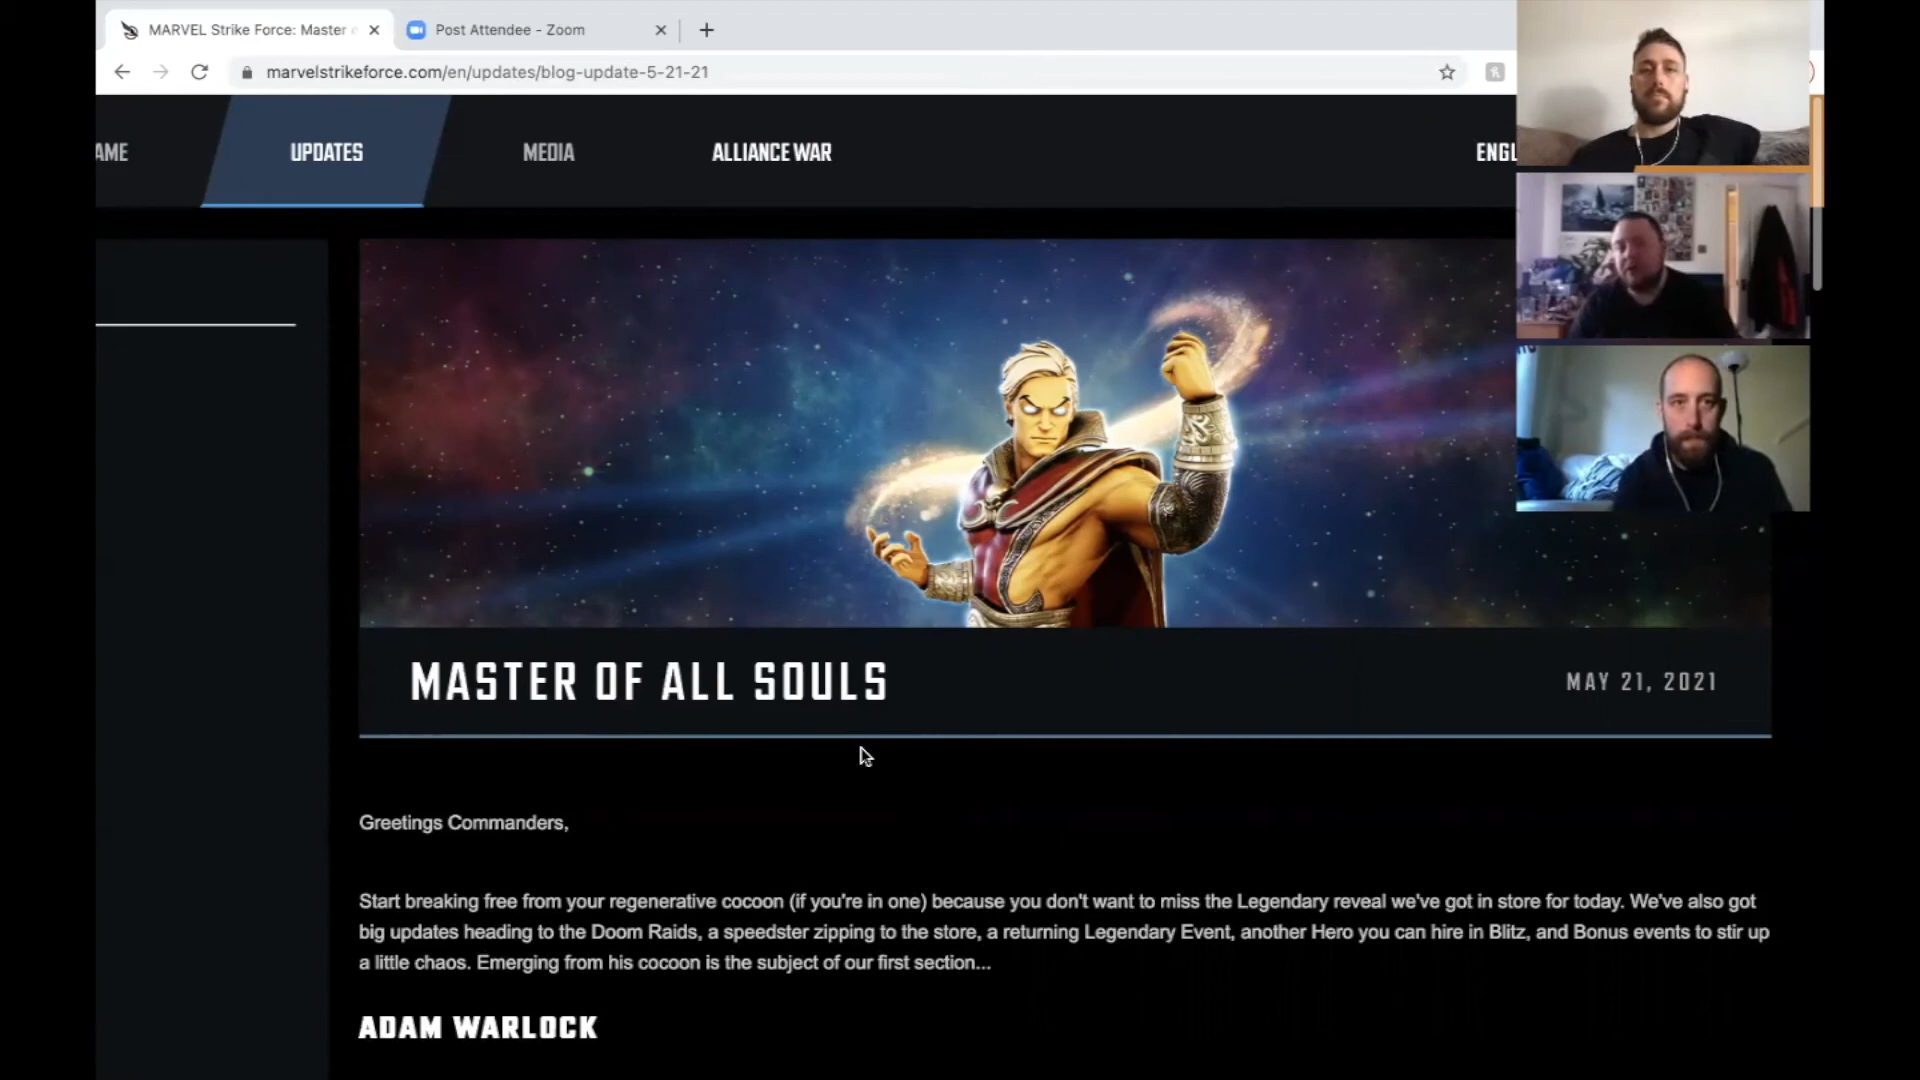 MARVEL Strike Force: Master
Post Attendee - Zoom
marvelstrikeforce.com/en/updates/blog-update-5-21-21
AME
UPDATES
MEDIA
ALLIANCE WAR
ENGL
MASTER OF ALL SOULS
MAY 21, 2021
Greetings Commanders,
Start breaking free from your regenerative cocoon (if you're in one) because you don't want to miss the Legendary reveal we've got in store for today. We've also got
big updates heading to the Doom Raids, a speedster zipping to the store, a returning Legendary Event, another Hero you can hire in Blitz, and Bonus events to stir up
a little chaos. Emerging from his cocoon is the subject of our first section...
ADAM WARLOCK